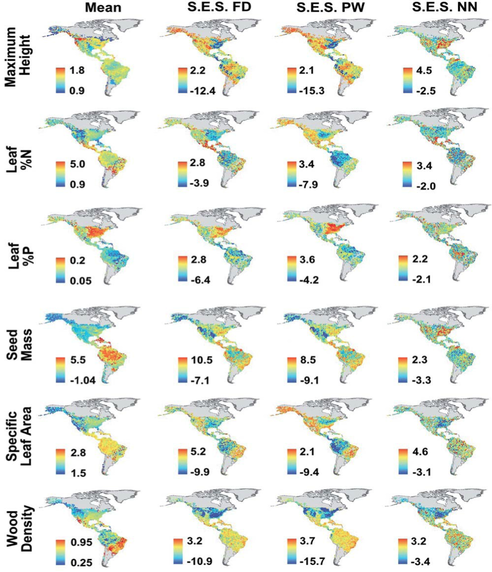 Mean S.E.S. FD S.E.S. PW S.E.S. NN
Maximum
Height
1.8 2.2 2.1 4.5
0.9 -12.4 -15.3 -2.5
Leaf
%N
5.0 2.8 3.4 3.4
0.9 -3.9 -7.9 -2.0
Leaf
%P
0.2 2.8 3.6 2.2
0.05 -6.4 -4.2 -2.1
Seed
Mass
5.5 10.5 8.5 2.3
-1.04 -7.1 -9.1 -3.3
Specific
Leaf Area
2.8 5.2 2.1 4.6
1.5 -9.9 -9.4 -3.1
Wood
Density
0.95 3.2 3.7 3.2
0.25 -10.9 -15.7 -3.4